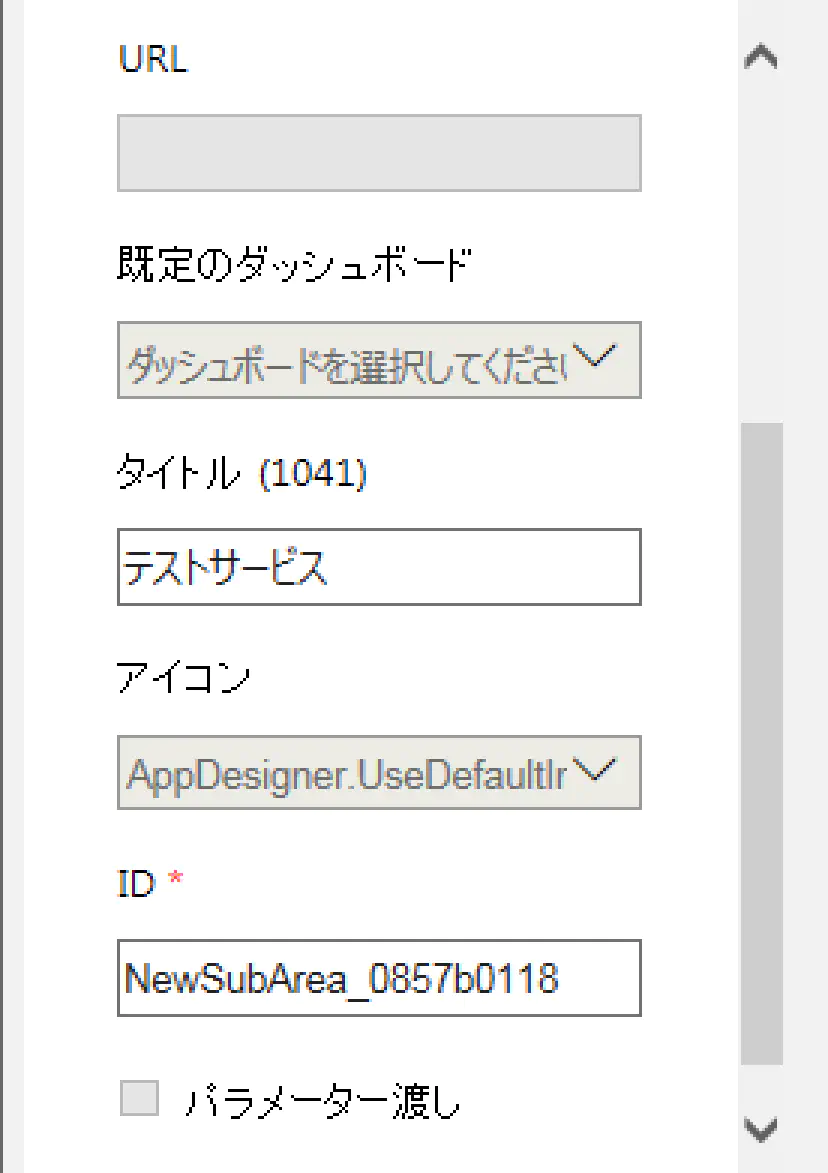 URL
既定のダッシュボード
ダッシュボードを選択してくださ
タイトル (1041)
テストサービス
アイコン
AppDesigner.UseDefaultI
ID *
NewSubArea_0857b0118
パラメーター渡し